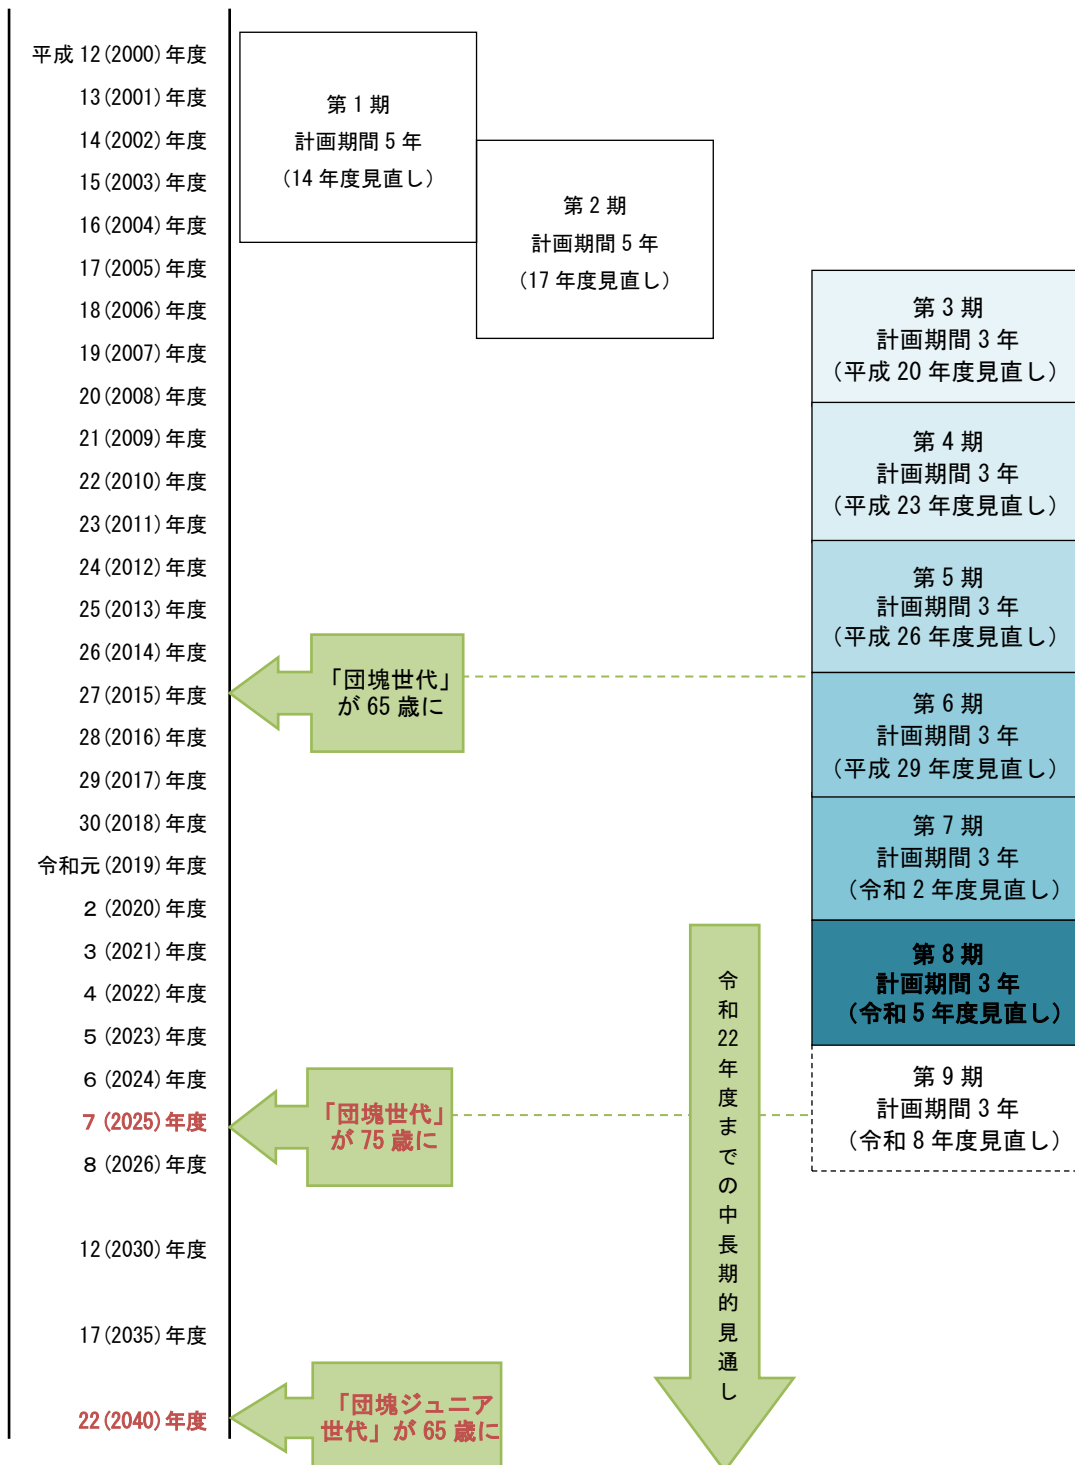 平成 12(2000)年度
13(2001)年度
14(2002)年度
15(2003)年度
16(2004)年度
17(2005)年度
18(2006)年度
19(2007)年度
20(2008)年度
21(2009)年度
22(2010)年度
23(2011)年度
24(2012)年度
25(2013)年度
26(2014)年度
27(2015)年度
28(2016)年度
29(2017)年度
30(2018)年度
令和元(2019)年度
2(2020)年度
3(2021)年度
4(2022)年度
5(2023)年度
6(2024)年度
7(2025)年度
8(2026)年度
12(2030)年度
17(2035)年度
22(2040)年度
第 1 期
計画期間 5 年
(14 年度見直し)
第 2 期
計画期間 5 年
(17 年度見直し)
第 3 期
計画期間 3 年
(平成 20 年度見直し)
第 4 期
計画期間 3 年
(平成 23 年度見直し)
第 5 期
計画期間 3 年
(平成 26 年度見直し)
第 6 期
計画期間 3 年
(平成 29 年度見直し)
第 7 期
計画期間 3 年
(令和 2 年度見直し)
第 8 期
計画期間 3 年
(令和 5 年度見直し)
第 9 期
計画期間 3 年
(令和 8 年度見直し)
「団塊世代」
が 65 歳に
「団塊世代」
が 75 歳に
「団塊ジュニア
世代」が 65 歳に
令和22年度までの中長期的見通し